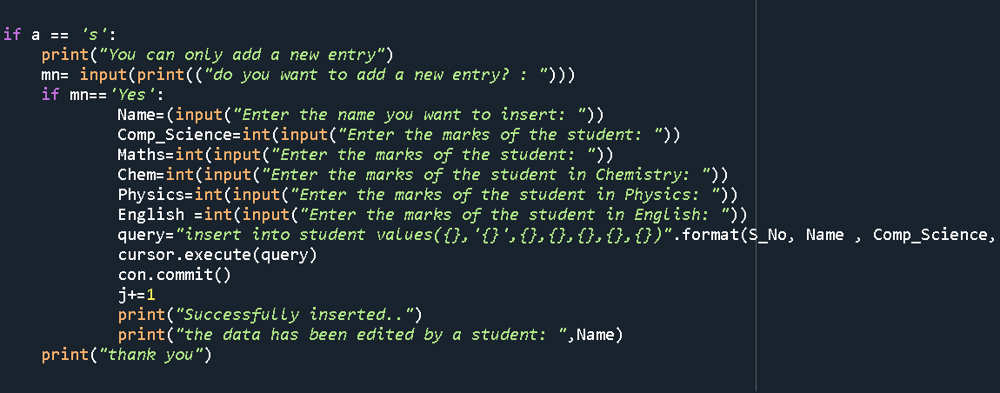 if a == 's':
    print("You can only add a new entry")
    mn= input(print(("do you want to add a new entry? : ")))
    if mn=='Yes':
            Name=(input("Enter the name you want to insert: "))
            Comp_Science=int(input("Enter the marks of the student: "))
            Maths=int(input("Enter the marks of the student: "))
            Chem=int(input("Enter the marks of the student in Chemistry: "))
            Physics=int(input("Enter the marks of the student in Physics: "))
            English =int(input("Enter the marks of the student in English: "))
            query="insert into student values({},'{}',{},{},{},{},{})".format(S_No, Name , Comp_Science,
            cursor.execute(query)
            con.commit()
            j+=1
            print("Successfully inserted..")
            print("the data has been edited by a student: ",Name)
    print("thank you")